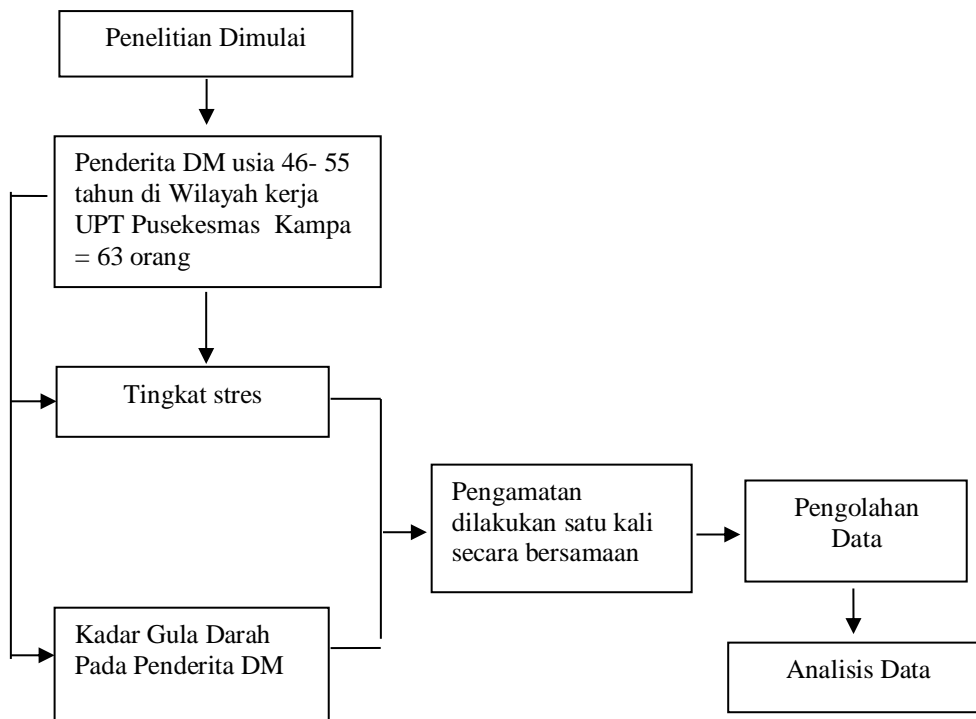 Penelitian Dimulai
Penderita DM usia 46- 55
tahun di Wilayah kerja
UPT Pusekesmas Kampa
= 63 orang
Tingkat stres
Kadar Gula Darah
Pada Penderita DM
Pengamatan
dilakukan satu kali
secara bersamaan
Pengolahan
Data
Analisis Data